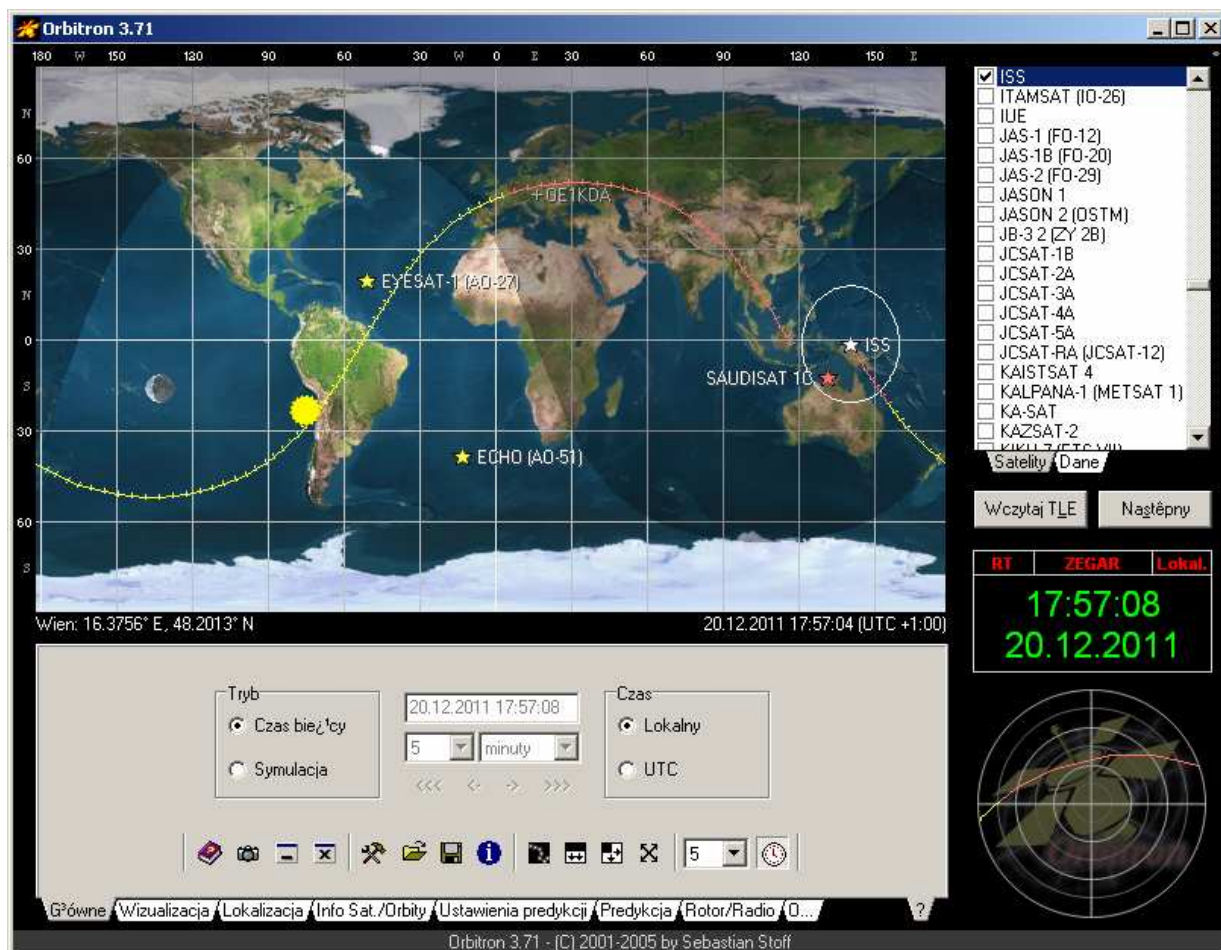 Orbitron 3.71
180 W 150 120 90 60 30 W 0 E 30 60 90 120 150 E
N
60
30
N
0
S
30
60
S
+OE1KDA
EYESAT-1 (AO-27)
ISS
SAUDISAT 1C
ECHO (AO-51)
Wien: 16.3756° E, 48.2013° N
20.12.2011 17:57:04 (UTC +1:00)
ISS
ITAMSAT (IO-26)
IUE
JAS-1 (FO-12)
JAS-1B (FO-20)
JAS-2 (FO-29)
JASON 1
JASON 2 (OSTM)
JB-3 2 (ZY 2B)
JCSAT-1B
JCSAT-2A
JCSAT-3A
JCSAT-4A
JCSAT-5A
JCSAT-RA (JCSAT-12)
KAISTSAT 4
KALPANA-1 (METSAT 1)
KA-SAT
KAZSAT-2
KIKU-7 (ETS-VII)
Satelity Dane
Wczytaj TLE Nastêpny
RT ZEGAR Lokal.
17:57:08
20.12.2011
Orbitron
Tryb
Czas bie¿¹cy
Symulacja
20.12.2011 17:57:08
5 minuty
<<< <- -> >>>
Czas
Lokalny
UTC
5
G³ówne Wizualizacja Lokalizacja Info Sat./Orbity Ustawienia predykcji Predykcja Rotor/Radio O... ?
Orbitron 3.71 - (C) 2001-2005 by Sebastian Stoff